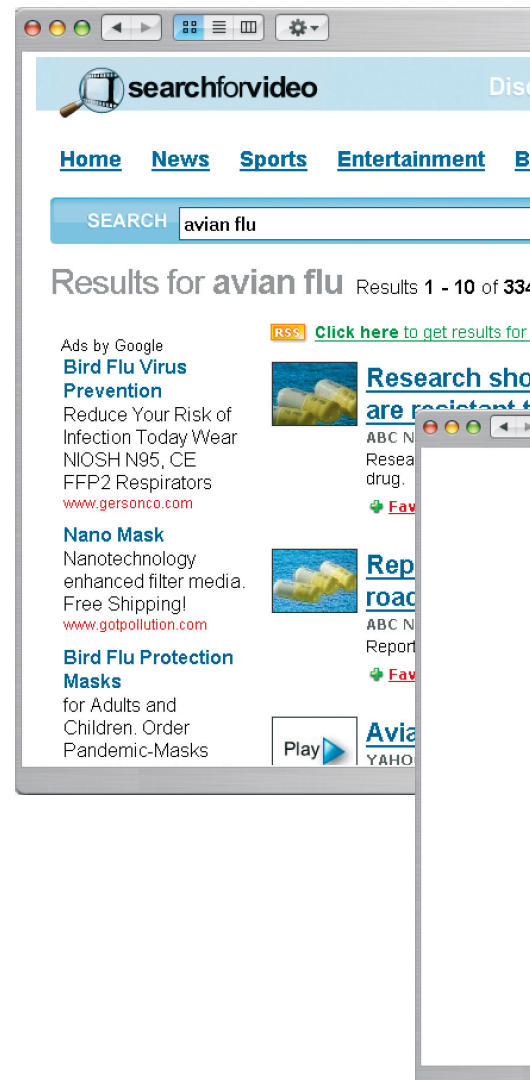 searchforvideo
Home News Sports Entertainment
SEARCH avian flu
Results for avian flu Results 1 - 10 of
RSS Click here to get results for
Ads by Google
Bird Flu Virus
Prevention
Reduce Your Risk of
Infection Today Wear
NIOSH N95, CE
FFP2 Respirators
www.gersonco.com
Nano Mask
Nanotechnology
enhanced filter media.
Free Shipping!
www.gotpollution.com
Bird Flu Protection
Masks
for Adults and
Children. Order
Pandemic-Masks
Research
are resistant
ABC
drug.
ABC
Play